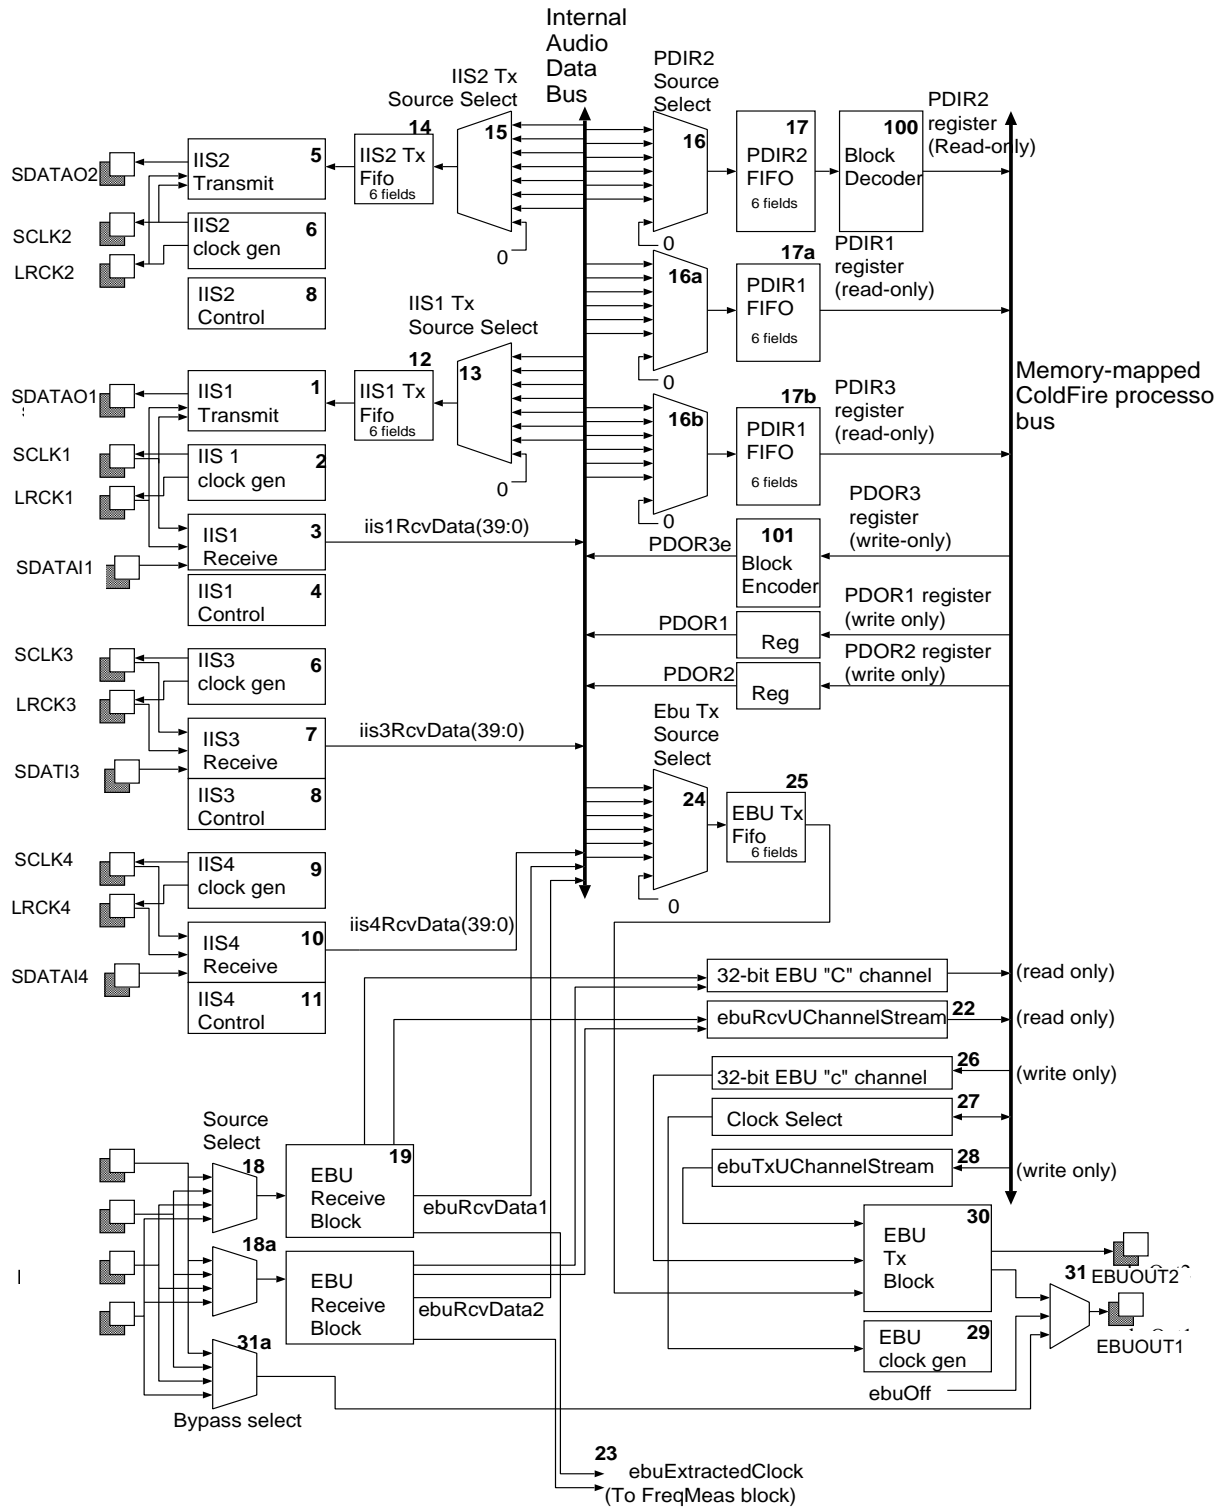 Internal
Audio
Data
Bus
IIS2 Tx
Source Select
PDIR2
Source
Select
PDIR2
register
(Read-only)
14
15
16
17
100
SDATAO2
IIS2
Transmit
5
IIS2 Tx
Fifo
6 fields
PDIR2
FIFO
6 fields
Block
Decoder
SCLK2
IIS2
clock gen
6
LRCK2
0
0
17a
PDIR1
register
(read-only)
IIS2
Control
8
16a
PDIR1
FIFO
6 fields
IIS1 Tx
Source Select
12
13
SDATAO1
IIS1
Transmit
1
IIS1 Tx
Fifo
6 fields
Memory-mapped
ColdFire processo
bus
17b
PDIR3
register
(read-only)
16b
PDIR1
FIFO
6 fields
SCLK1
IIS 1
clock gen
2
LRCK1
0
0
PDOR3
register
(write-only)
IIS1
Receive
3
iis1RcvData(39:0)
PDOR3e
101
Block
Encoder
SDATAI1
IIS1
Control
4
PDOR1 register
(write only)
PDOR1
Reg
PDOR2 register
(write only)
PDOR2
Reg
SCLK3
IIS3
clock gen
6
LRCK3
IIS3
Receive
7
iis3RcvData(39:0)
Ebu Tx
Source
Select
SDATI3
IIS3
Control
8
24
25
EBU Tx
Fifo
6 fields
SCLK4
IIS4
clock gen
9
LRCK4
0
IIS4
Receive
10
iis4RcvData(39:0)
SDATAI4
IIS4
Control
11
32-bit EBU "C" channel
(read only)
ebuRcvUChannelStream
22
(read only)
32-bit EBU "c" channel
26
(write only)
Clock Select
27
ebuTxUChannelStream
28
(write only)
Source
Select
18
EBU
Receive
Block
19
ebuRcvData1
18a
EBU
Receive
Block
ebuRcvData2
EBU
Tx
Block
30
31
EBUOUT2
EBUOUT1
EBU
clock gen
29
ebuOff
31a
Bypass select
23
ebuExtractedClock
(To FreqMeas block)